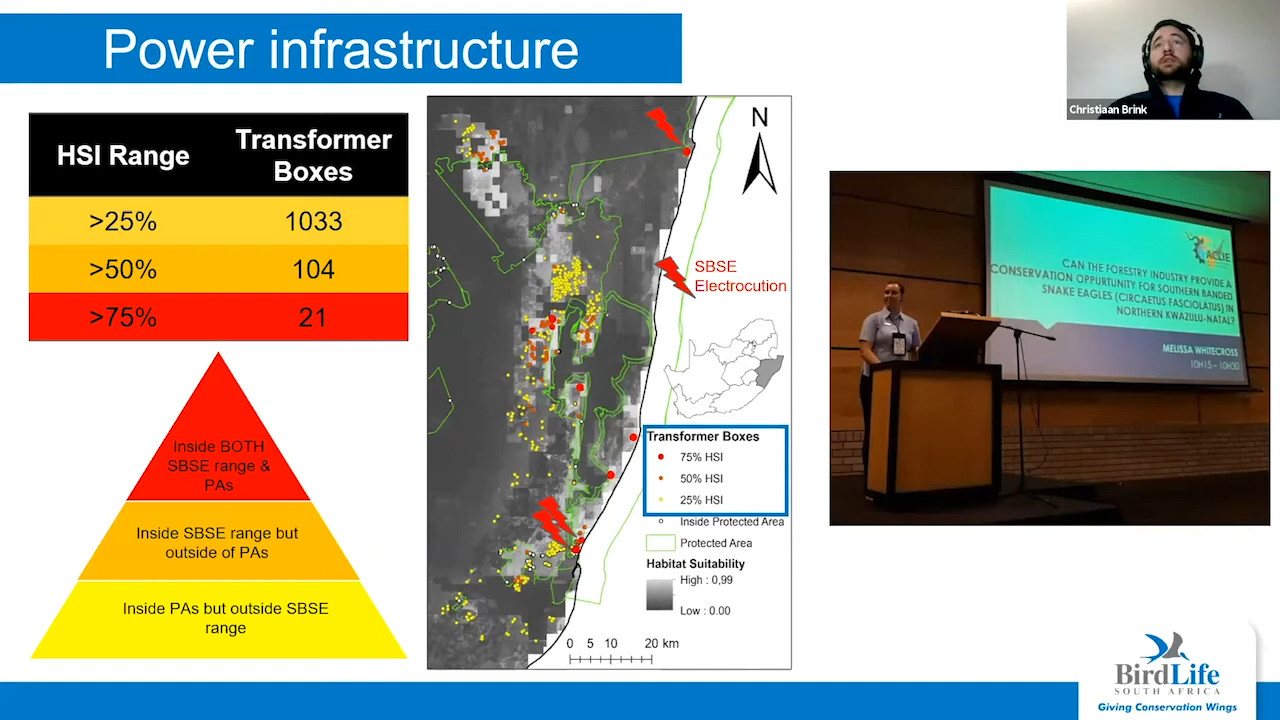 Power infrastructure
Christiaan Brink
HSI Range
Transformer
Boxes
>25%
1033
>50%
104
>75%
21
Inside BOTH
SBSE range &
PAs
Inside SBSE range but
outside of PAs
Inside PAs but outside SBSE
range
N
SBSE
Electrocution
Transformer Boxes
75% HSI
50% HSI
25% HSI
Inside Protected Area
Protected Area
Habitat Suitability
High : 0,99
Low : 0.00
0 5 10 20 km
ACLIE
CAN THE FORESTRY INDUSTRY PROVIDE A
CONSERVATION OPPORTUNITY FOR SOUTHERN BANDED
SNAKE EAGLES (CIRCAETUS FASCIOLATUS) IN
NORTHERN KWAZULU-NATAL?
MELISSA WHITECROSS
10H15 – 10H30
BirdLife
SOUTH AFRICA
Giving Conservation Wings